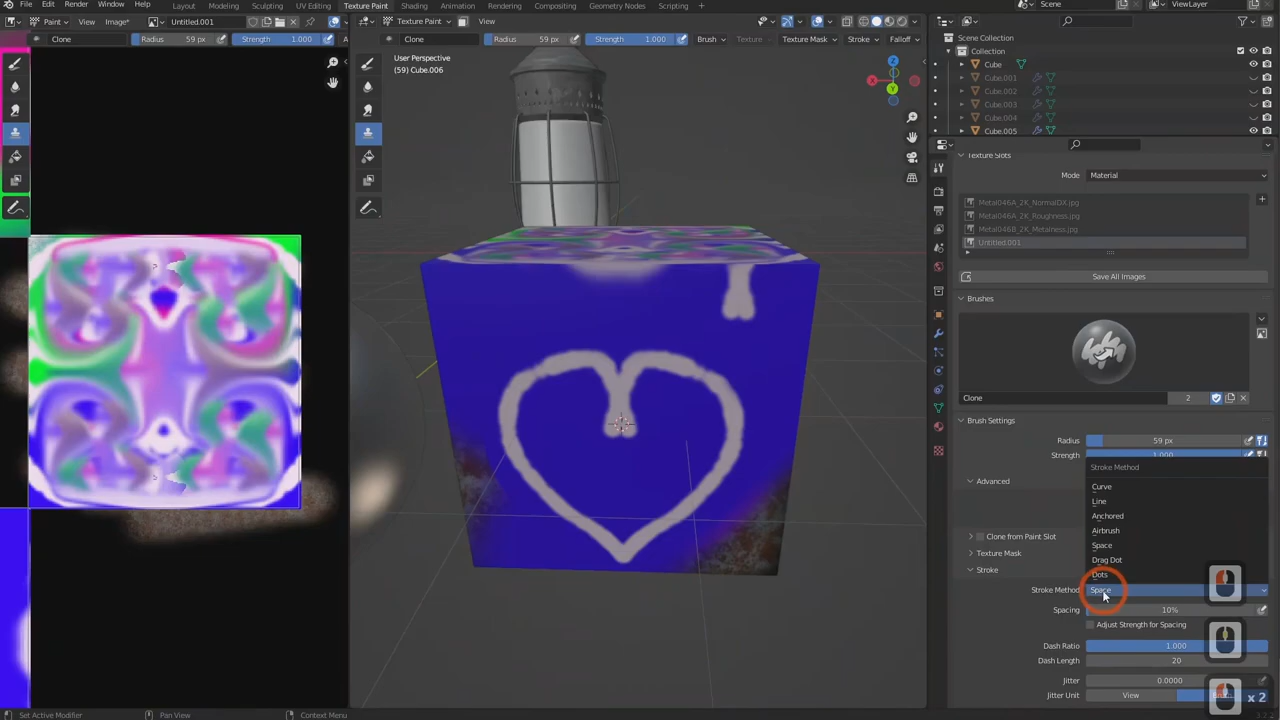 File Edit Render Window Help Layout Modeling Sculpting UV Editing Texture Paint Shading Animation Rendering Compositing Geometry Nodes Scripting Scene ViewLayer
Paint View Image* Untitled.001 Texture Paint View
Clone Radius 59 px Strength 1.000 Clone Radius 59 px Strength 1.000 Brush Texture Texture Mask Stroke Falloff
User Perspective
(59) Cube.006
X
Y
Z
Scene Collection
Collection
Cube
Cube.001
Cube.002
Cube.003
Cube.004
Cube.005
Texture Slots
Mode Material
Metal046A_2K_NormalDX.jpg
Metal046A_2K_Roughness.jpg
Metal046B_2K_Metalness.jpg
Untitled.001
Save All Images
Brushes
Clone 2
Brush Settings
Radius 59 px
Strength 1.000
Stroke Method
Advanced
Curve
Line
Anchored
Airbrush
Clone from Paint Slot
Space
Texture Mask
Drag Dot
Stroke
Dots
Stroke Method Space
Spacing 10%
Adjust Strength for Spacing
Dash Ratio 1.000
Dash Length 20
Jitter 0.0000
Jitter Unit View
x 2
Set Active Modifier Pan View Context Menu